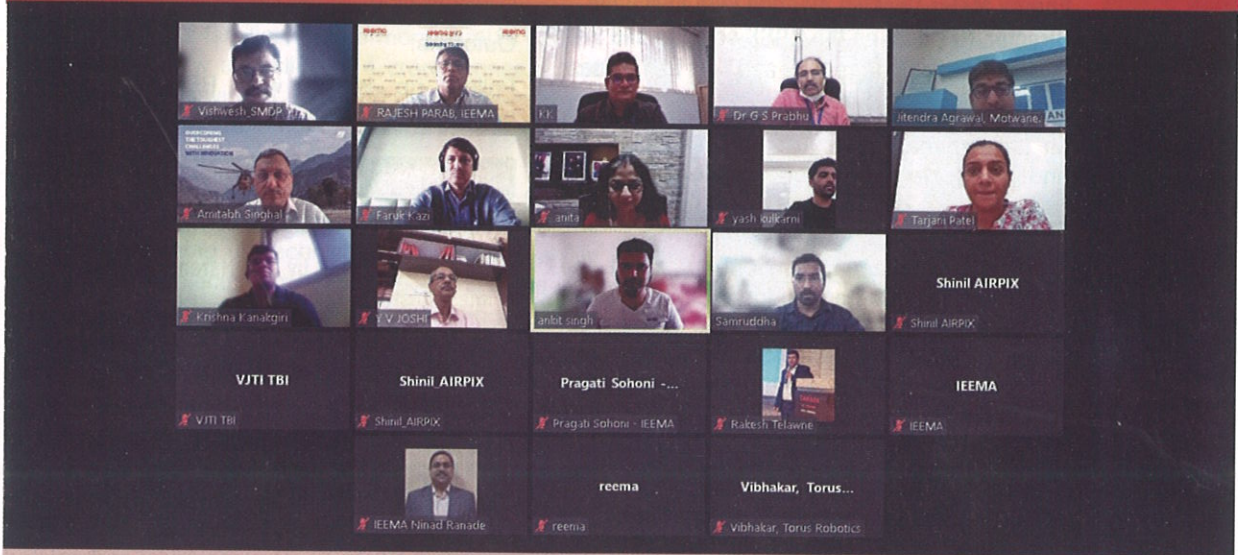 Vishwesh_SMDP
RAJESH PARAB, IEEMA
KK
Dr G S Prabhu
Jitendra Agrawal, Motwane.
OVERCOMING
THE TOUGHEST
CHALLENGES
WITH INNOVATION
Amitabh Singhal
Faruk Kazi
anita
yash kulkarni
Tarjani Patel
Krishna Kanakgiri
Y V JOSHI
ankit singh
Samruddha
Shinil AIRPIX
Shinil AIRPIX
VJTI TBI
VJTI TBI
Shinil_AIRPIX
Shinil_AIRPIX
Pragati Sohoni -...
Pragati Sohoni - IEEMA
Rakesh Telawne
IEEMA
IEEMA
IEEMA Ninad Ranade
reema
reema
Vibhakar, Torus...
Vibhakar, Torus Robotics